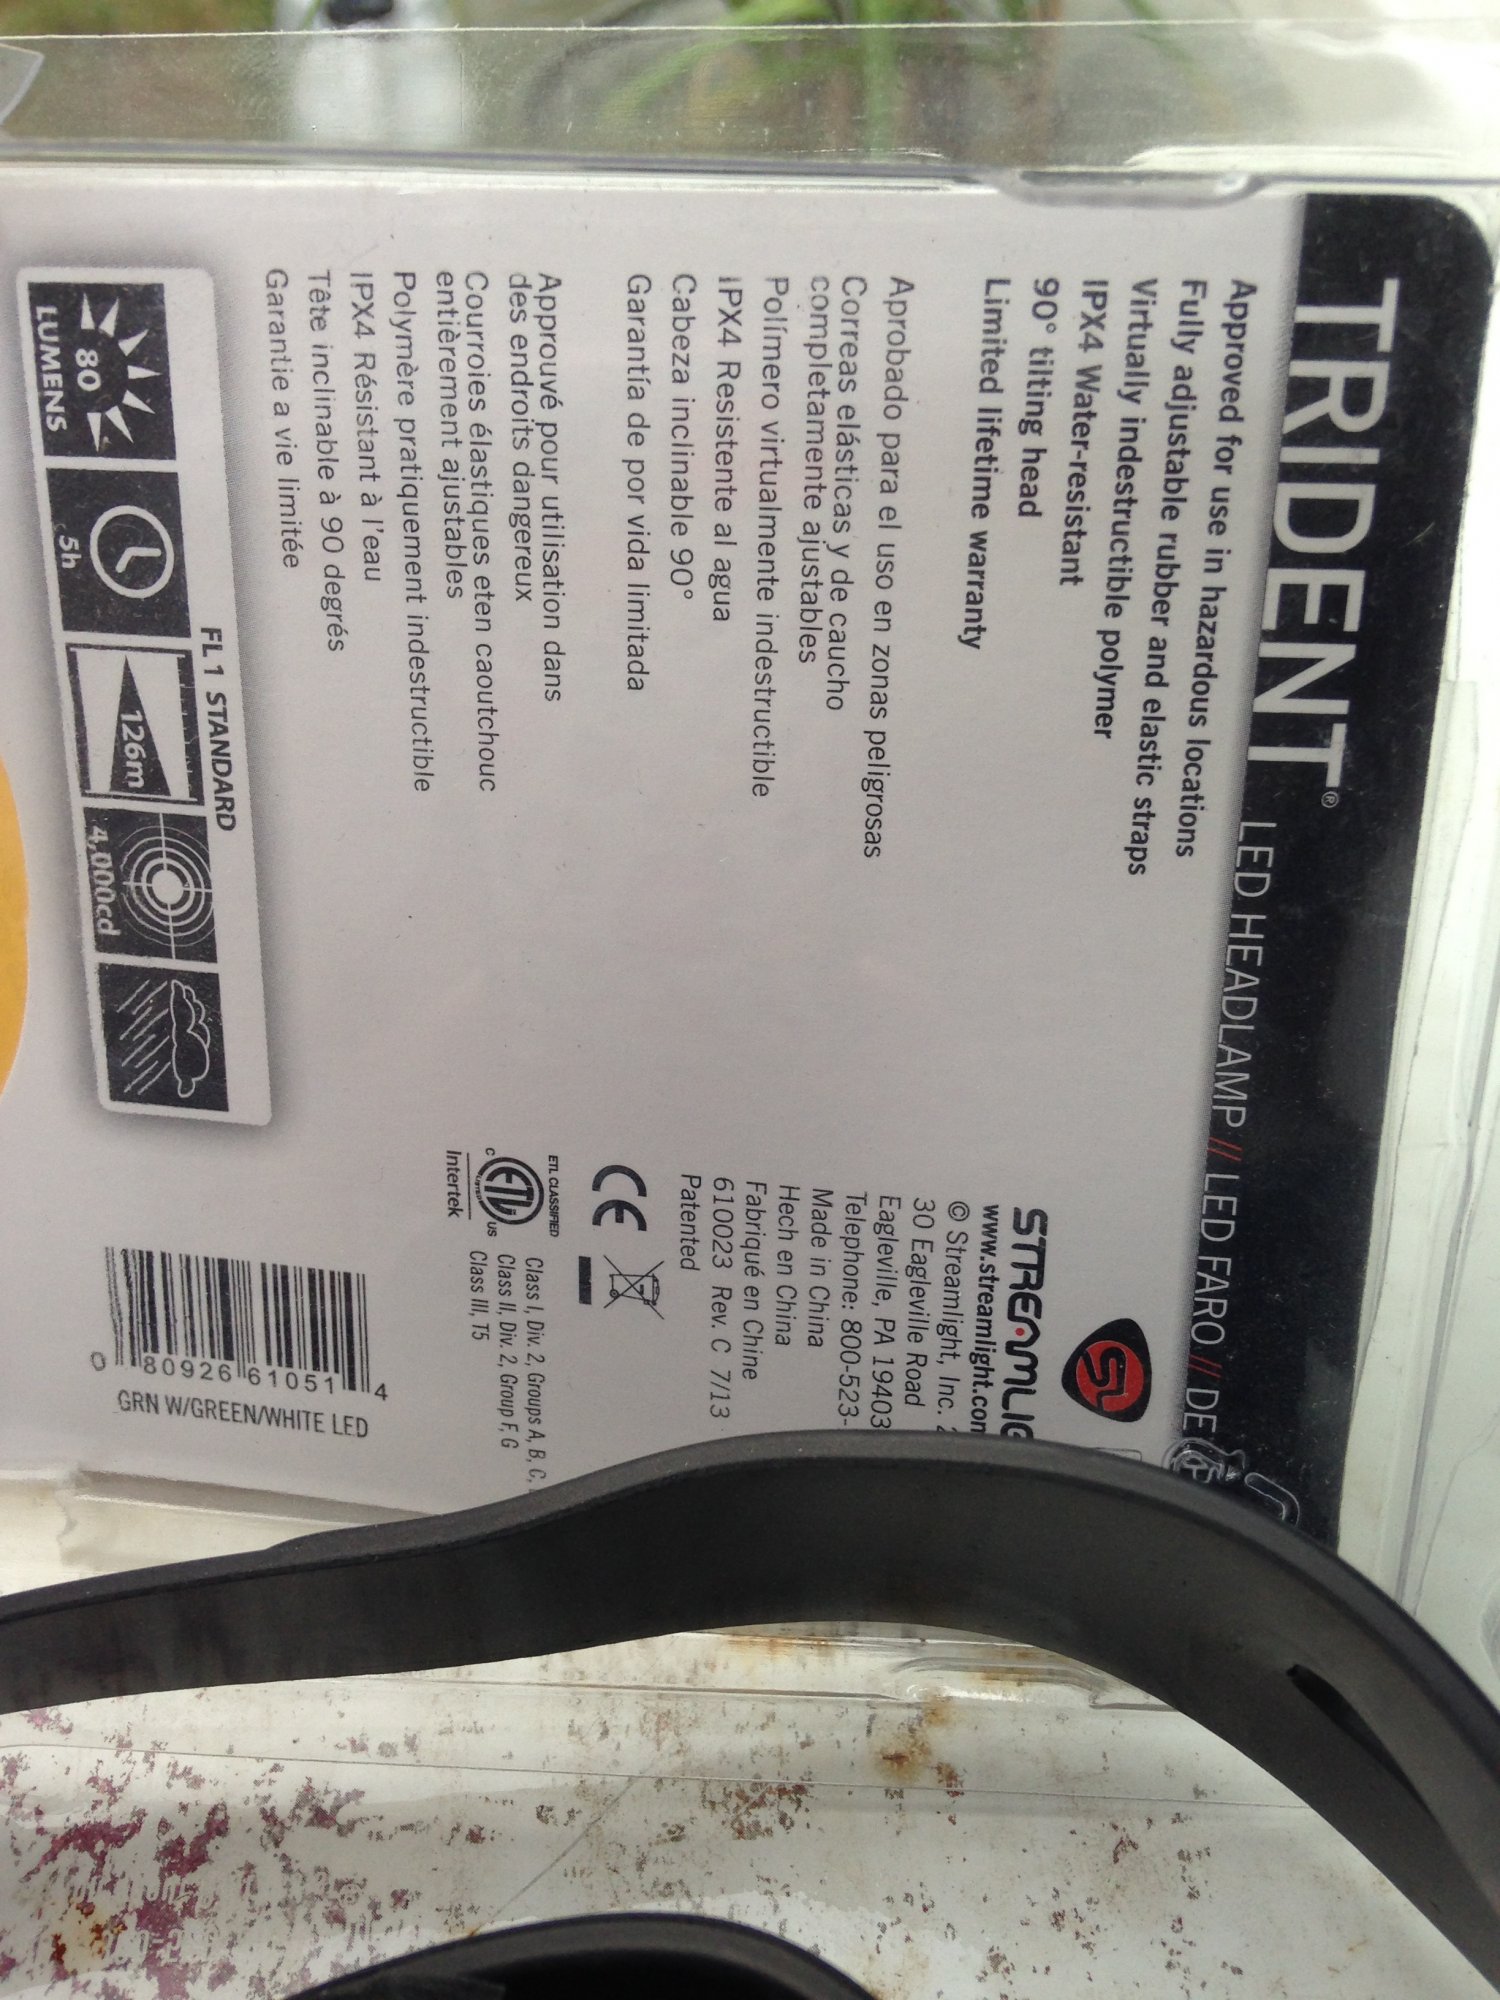 TRIDENT® LED HEADLAMP // LED FARO // DE
Approved for use in hazardous locations
Fully adjustable rubber and elastic straps
Virtually indestructible polymer
IPX4 Water-resistant
90° tilting head
Limited lifetime warranty
Aprobado para el uso en zonas peligrosas
Correas elásticas y de caucho
completamente ajustables
Polímero virtualmente indestructible
IPX4 Resistente al agua
Cabeza inclinable 90°
Garantía de por vida limitada
Approuvé pour utilisation dans
des endroits dangereux
Courroies élastiques eten caoutchouc
entièrement ajustables
Polymère pratiquement indestructible
IPX4 Résistant à l'eau
Tête inclinable à 90 degrés
Garantie a vie limitée
FL 1 STANDARD
80
LUMENS
5h
126m
4,000cd
SL
STREAMLIG
www.streamlight.com
© Streamlight, Inc.
30 Eagleville Road
Eagleville, PA 19403
Telephone: 800-523-
Made in China
Hech en China
Fabriqué en Chine
610023 Rev. C 7/13
Patented
CE
ETL CLASSIFIED
C ETL US
LISTED
Intertek
Class I, Div. 2, Groups A, B, C,
Class II, Div. 2, Group F, G
Class III, T5
0 80926 61051 4
GRN W/GREEN/WHITE LED